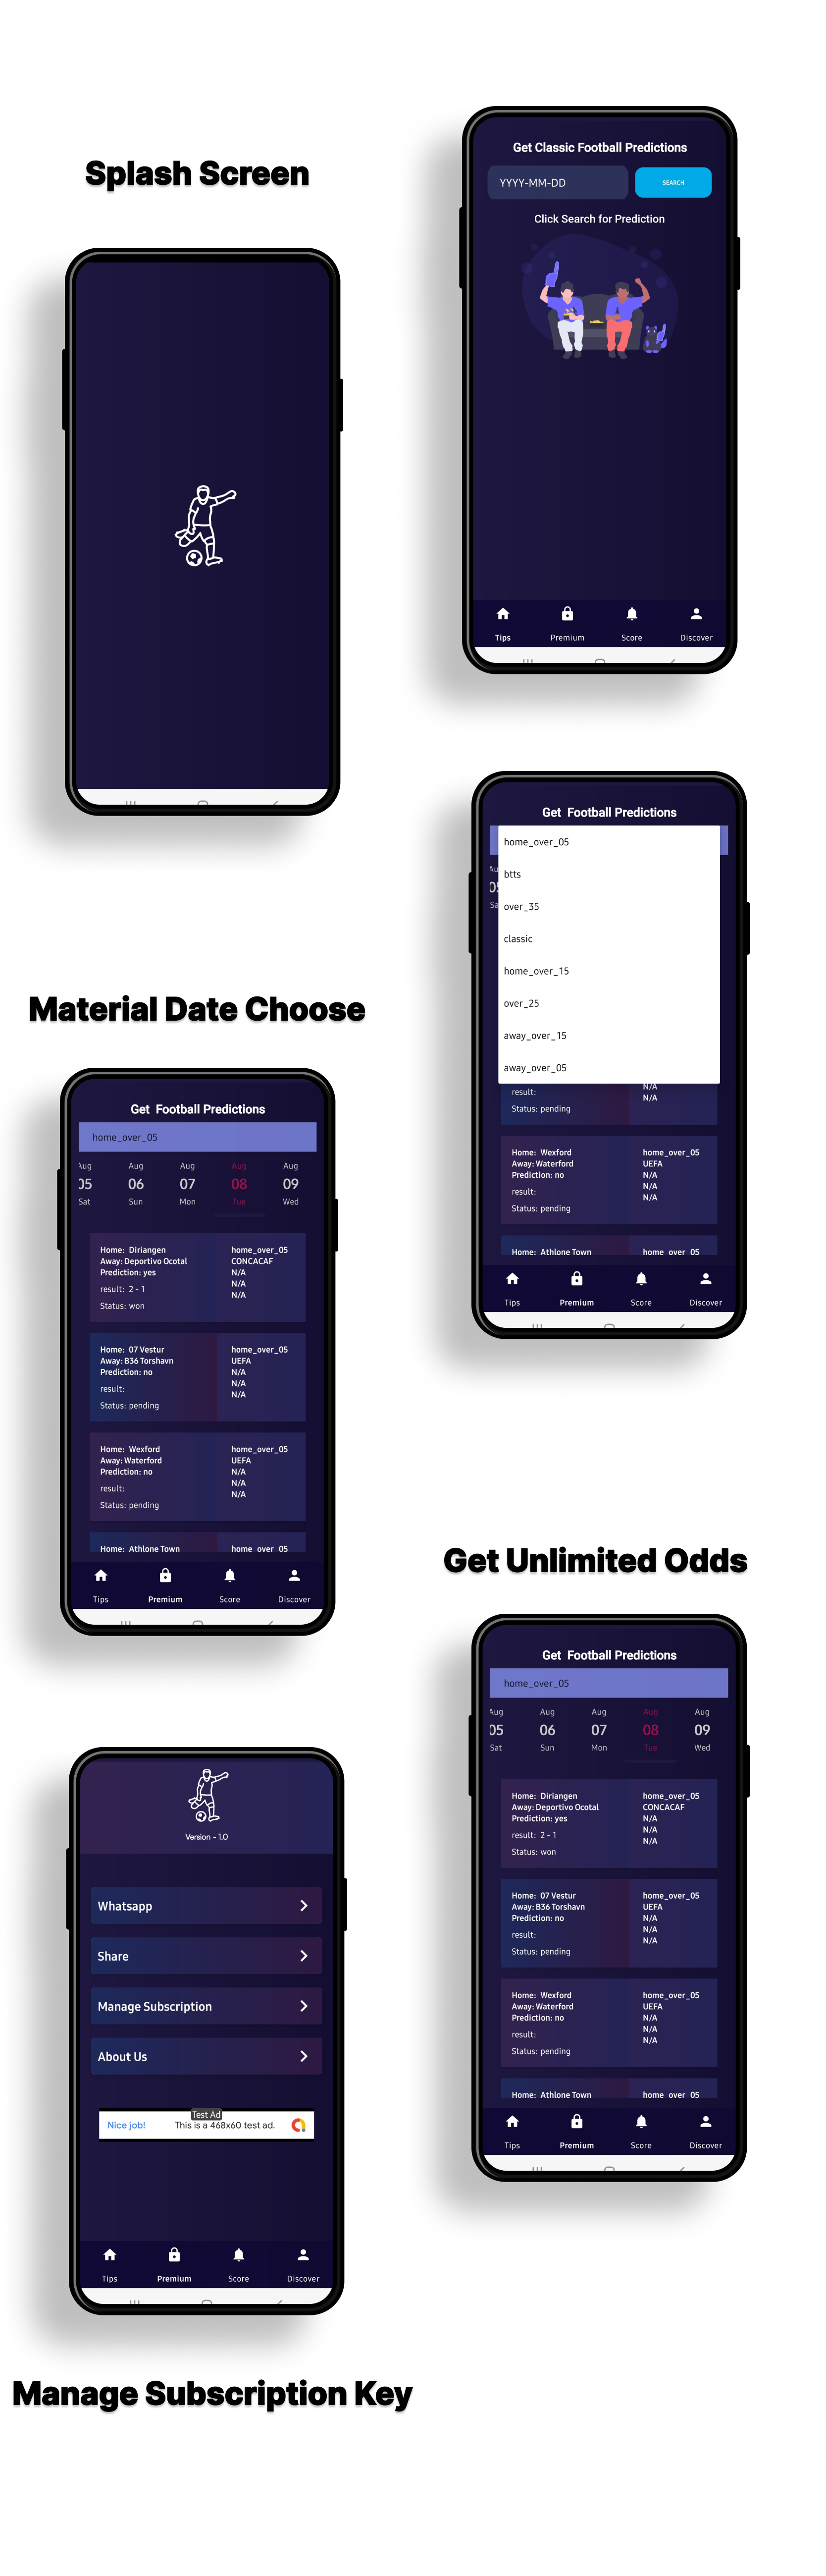 Splash Screen
Get Classic Football Predictions
YYYY-MM-DD
SEARCH
Click Search for Prediction
Tips
Premium
Score
Discover
Get  Football Predictions
home_over_05
btts
over_35
classic
home_over_15
over_25
away_over_15
away_over_05
Au
05
Sa
N/A
result:
N/A
Status: pending
Home:  Wexford
home_over_05
Away: Waterford
UEFA
Prediction: no
N/A
N/A
result:
N/A
Status: pending
Home:  Athlone Town
home_over_05
Tips
Premium
Score
Discover
Material Date Choose
Get  Football Predictions
home_over_05
Aug
Aug
Aug
Aug
Aug
05
06
07
08
09
Sat
Sun
Mon
Tue
Wed
Home:  Diriangen
home_over_05
Away: Deportivo Ocotal
CONCACAF
Prediction: yes
N/A
N/A
result:  2 - 1
N/A
Status: won
Home:  07 Vestur
home_over_05
Away: B36 Torshavn
UEFA
Prediction: no
N/A
N/A
result:
N/A
Status: pending
Home:  Wexford
home_over_05
Away: Waterford
UEFA
Prediction: no
N/A
N/A
result:
N/A
Status: pending
Home:  Athlone Town
home_over_05
Tips
Premium
Score
Discover
Get Unlimited Odds
Get  Football Predictions
home_over_05
Aug
Aug
Aug
Aug
Aug
05
06
07
08
09
Sat
Sun
Mon
Tue
Wed
Home:  Diriangen
home_over_05
Away: Deportivo Ocotal
CONCACAF
Prediction: yes
N/A
N/A
result:  2 - 1
N/A
Status: won
Home:  07 Vestur
home_over_05
Away: B36 Torshavn
UEFA
Prediction: no
N/A
N/A
result:
N/A
Status: pending
Home:  Wexford
home_over_05
Away: Waterford
UEFA
Prediction: no
N/A
N/A
result:
N/A
Status: pending
Home:  Athlone Town
home_over_05
Tips
Premium
Score
Discover
Version - 1.0
Whatsapp
Share
Manage Subscription
About Us
Test Ad
Nice job!
This is a 468x60 test ad.
Tips
Premium
Score
Discover
Manage Subscription Key